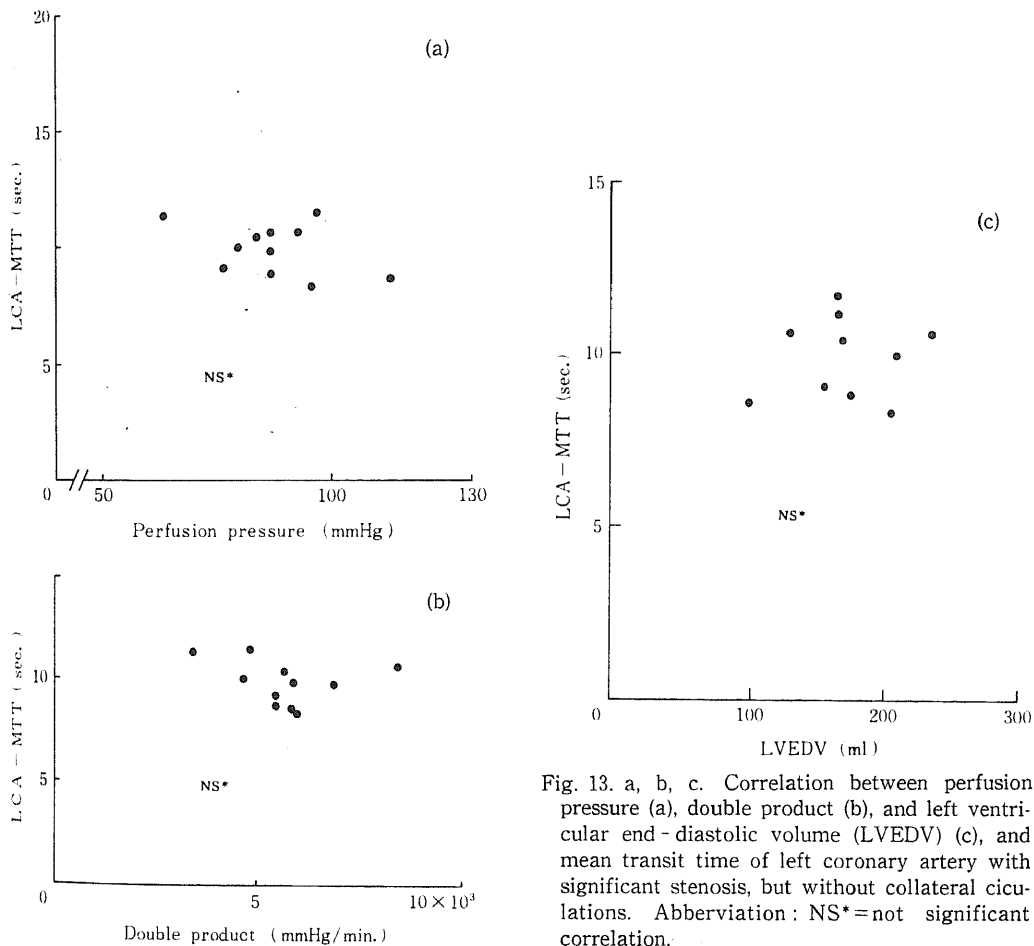 20
(a)
15
LCA-MTT (sec.)
5
NS*
0
50
100
130
Perfusion pressure (mmHg)
(b)
LCA-MTT (sec.)
10
5
NS*
0
5
10×10³
Double product (mmHg/min.)
15
(c)
10
LCA-MTT (sec.)
5
NS*
0
100
200
300
LVEDV (ml)
Fig. 13. a, b, c. Correlation between perfusion
pressure (a), double product (b), and left ventri-
cular end-diastolic volume (LVEDV) (c), and
mean transit time of left coronary artery with
significant stenosis, but without collateral cicu-
lations. Abberviation : NS*=not significant
correlation.